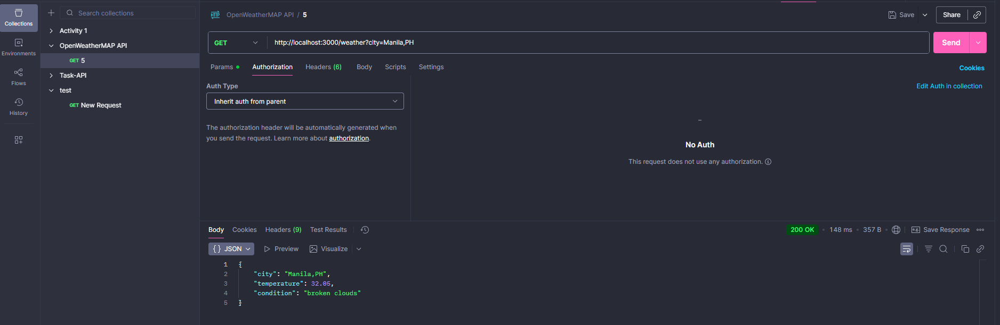 Collections
Environments
Flows
History
Search collections
Activity 1
OpenWeatherMAP API
GET 5
Task-API
test
GET New Request
HTTP OpenWeatherMAP API / 5
Save
Share
GET http://localhost:3000/weather?city=Manila,PH
Send
Params Authorization Headers (6) Body Scripts Settings
Cookies
Auth Type
Inherit auth from parent
The authorization header will be automatically generated when
you send the request. Learn more about authorization.
Edit Auth in collection
No Auth
This request does not use any authorization.
Body Cookies Headers (9) Test Results
200 OK • 148 ms • 357 B • e.g. Save Response
{} JSON Preview Visualize
1 {
2 "city": "Manila,PH",
3 "temperature": 32.05,
4 "condition": "broken clouds"
5 }